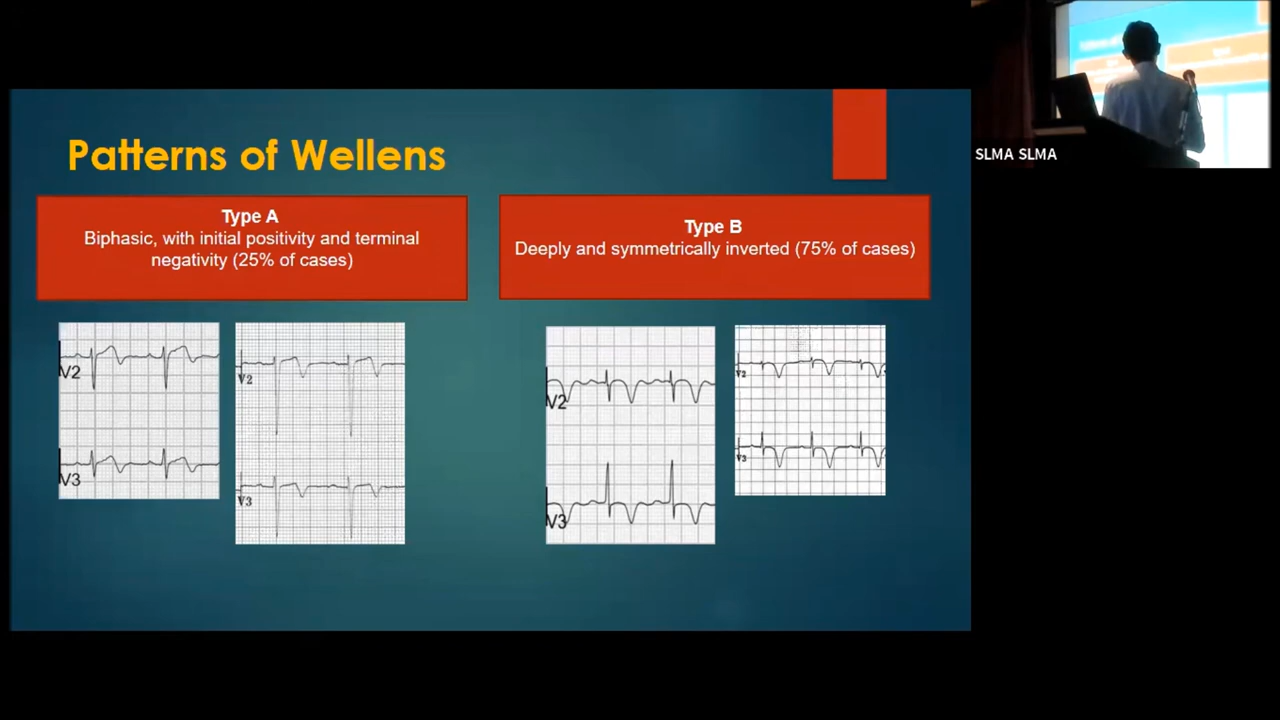 Patterns of Wellens
Type A
Biphasic, with initial positivity and terminal
negativity (25% of cases)
Type B
Deeply and symmetrically inverted (75% of cases)
V2
V3
V2
V3
V2
V3
V2
V3
SLMA SLMA